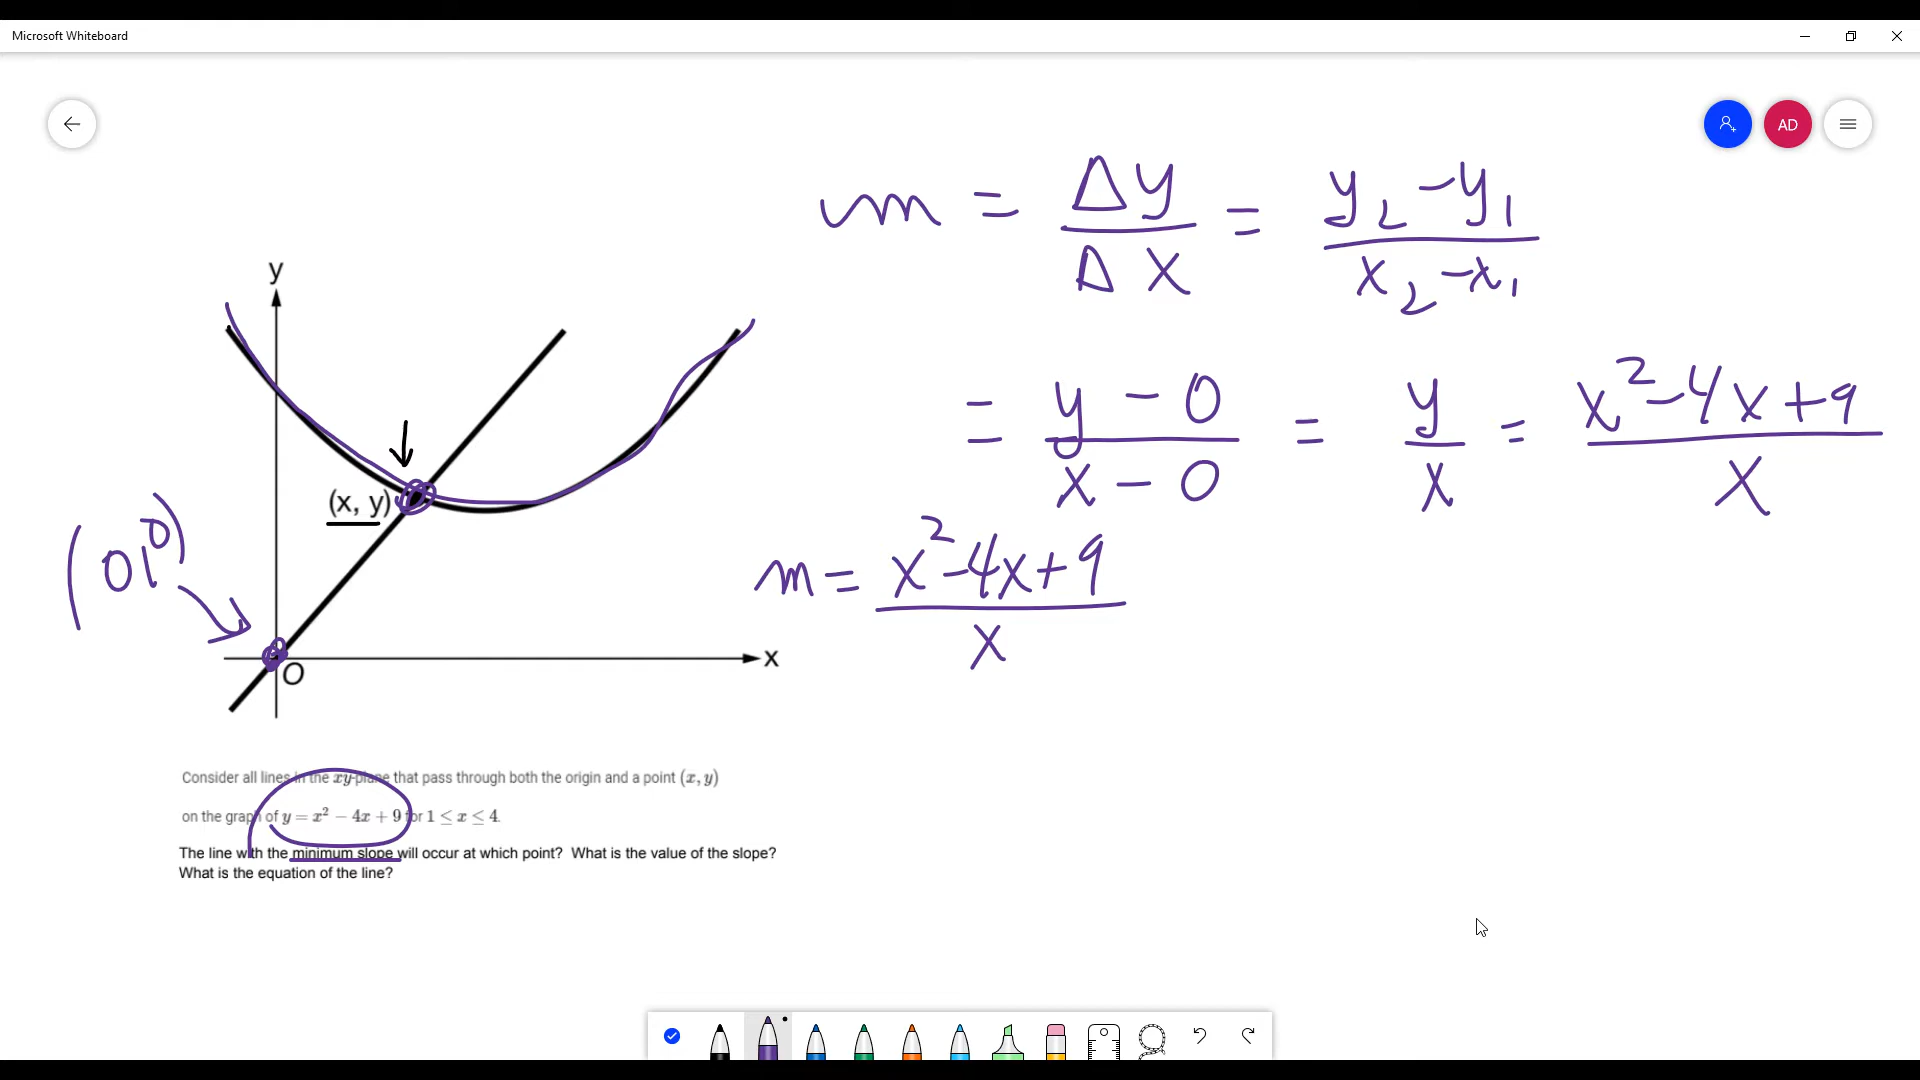 Microsoft Whiteboard
AD
m = Δy/Δx = (y₂ - y₁)/(x₂ - x₁)
= (y - 0)/(x - 0) = y/x = (x² - 4x + 9)/x
m = (x² - 4x + 9)/x
y
(x, y)
(0,0)
O
x
Consider all lines in the xy-plane that pass through both the origin and a point (x, y)
on the graph of y = x² − 4x + 9 for 1 ≤ x ≤ 4.
The line with the minimum slope will occur at which point? What is the value of the slope?
What is the equation of the line?